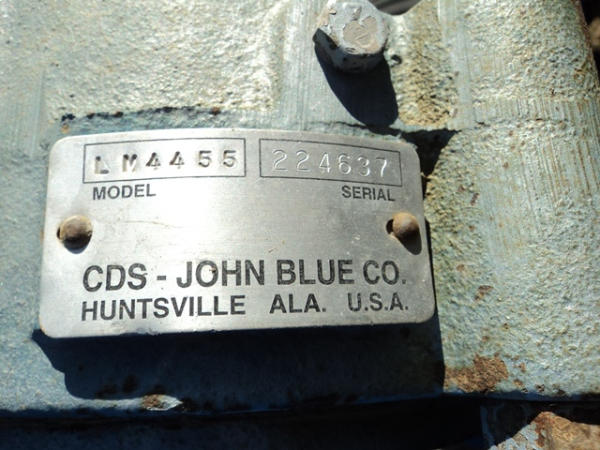 LM4455 224637
MODEL SERIAL
CDS - JOHN BLUE CO.
HUNTSVILLE ALA. U.S.A.